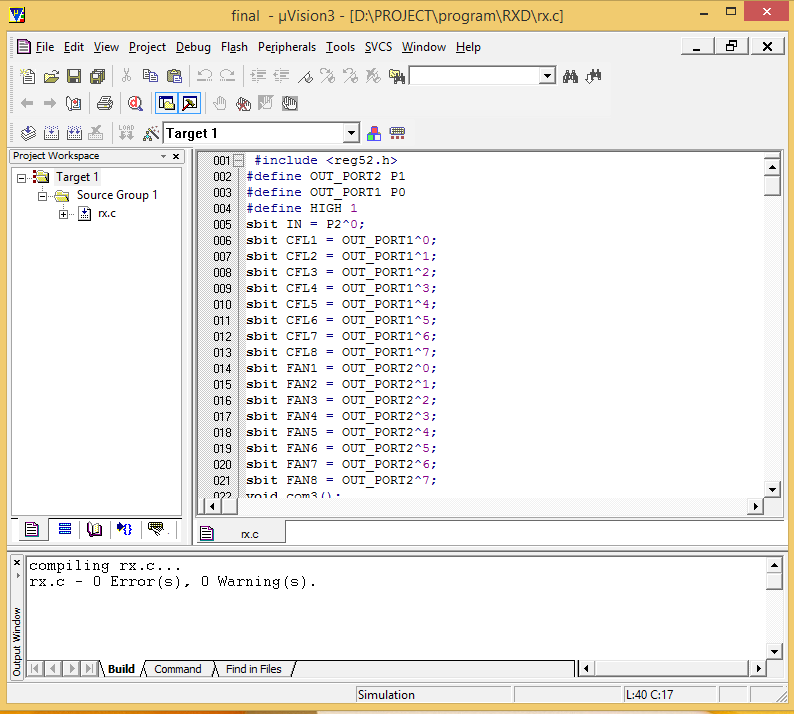 final - µVision3 - [D:\PROJECT\program\RXD\rx.c]
File Edit View Project Debug Flash Peripherals Tools SVCS Window Help
LOAD
Target 1
Project Workspace
Target 1
Source Group 1
rx.c
001 #include <reg52.h>
002 #define OUT_PORT2 P1
003 #define OUT_PORT1 P0
004 #define HIGH 1
005 sbit IN = P2^0;
006 sbit CFL1 = OUT_PORT1^0;
007 sbit CFL2 = OUT_PORT1^1;
008 sbit CFL3 = OUT_PORT1^2;
009 sbit CFL4 = OUT_PORT1^3;
010 sbit CFL5 = OUT_PORT1^4;
011 sbit CFL6 = OUT_PORT1^5;
012 sbit CFL7 = OUT_PORT1^6;
013 sbit CFL8 = OUT_PORT1^7;
014 sbit FAN1 = OUT_PORT2^0;
015 sbit FAN2 = OUT_PORT2^1;
016 sbit FAN3 = OUT_PORT2^2;
017 sbit FAN4 = OUT_PORT2^3;
018 sbit FAN5 = OUT_PORT2^4;
019 sbit FAN6 = OUT_PORT2^5;
020 sbit FAN7 = OUT_PORT2^6;
021 sbit FAN8 = OUT_PORT2^7;
022 void com3();
rx.c
compiling rx.c...
rx.c - 0 Error(s), 0 Warning(s).
Output Window
Build Command Find in Files
Simulation L:40 C:17